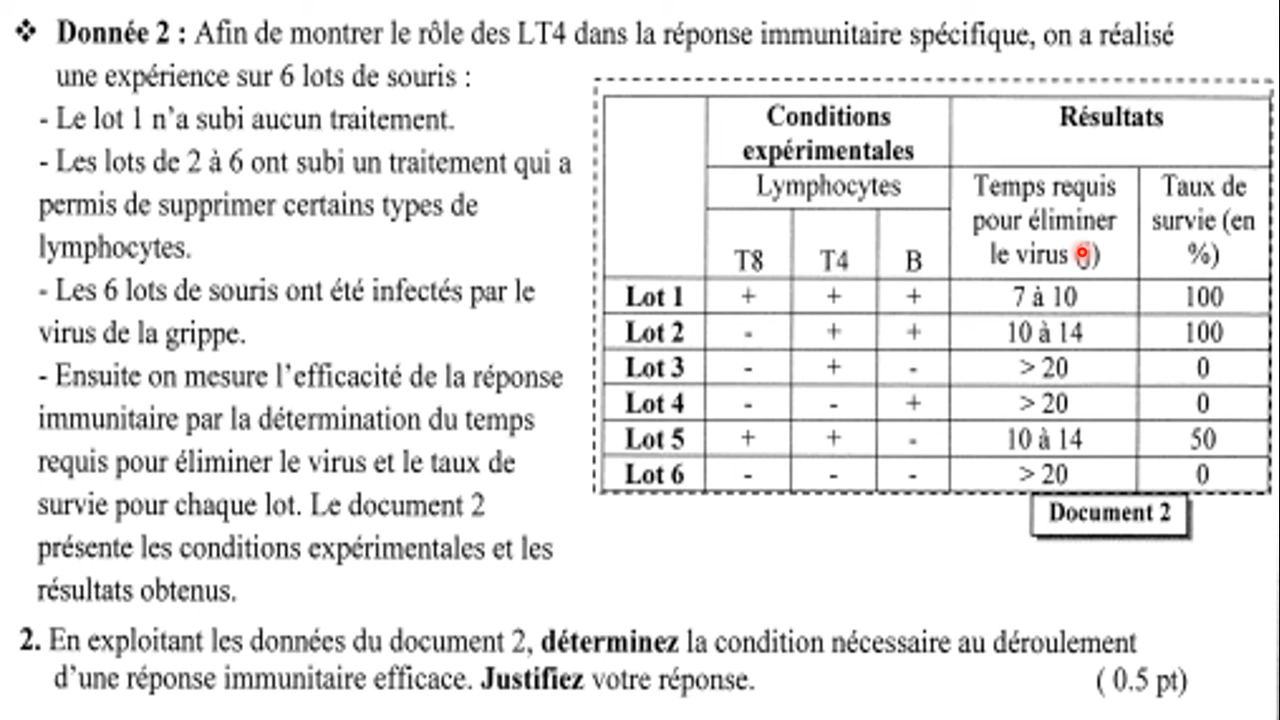 ❖ Donnée 2 : Afin de montrer le rôle des LT4 dans la réponse immunitaire spécifique, on a réalisé
une expérience sur 6 lots de souris :
- Le lot 1 n'a subi aucun traitement.
- Les lots de 2 à 6 ont subi un traitement qui a
permis de supprimer certains types de
lymphocytes.
- Les 6 lots de souris ont été infectés par le
virus de la grippe.
- Ensuite on mesure l'efficacité de la réponse
immunitaire par la détermination du temps
requis pour éliminer le virus et le taux de
survie pour chaque lot. Le document 2
présente les conditions expérimentales et les
résultats obtenus.
Conditions
expérimentales
Résultats
Lymphocytes
Temps requis
pour éliminer
le virus
Taux de
survie (en
%)
T8 T4 B
Lot 1 + + + 7 à 10 100
Lot 2 - + + 10 à 14 100
Lot 3 - + - > 20 0
Lot 4 - - + > 20 0
Lot 5 + + - 10 à 14 50
Lot 6 - - - > 20 0
Document 2
2. En exploitant les données du document 2, déterminez la condition nécessaire au déroulement
d'une réponse immunitaire efficace. Justifiez votre réponse. ( 0.5 pt)